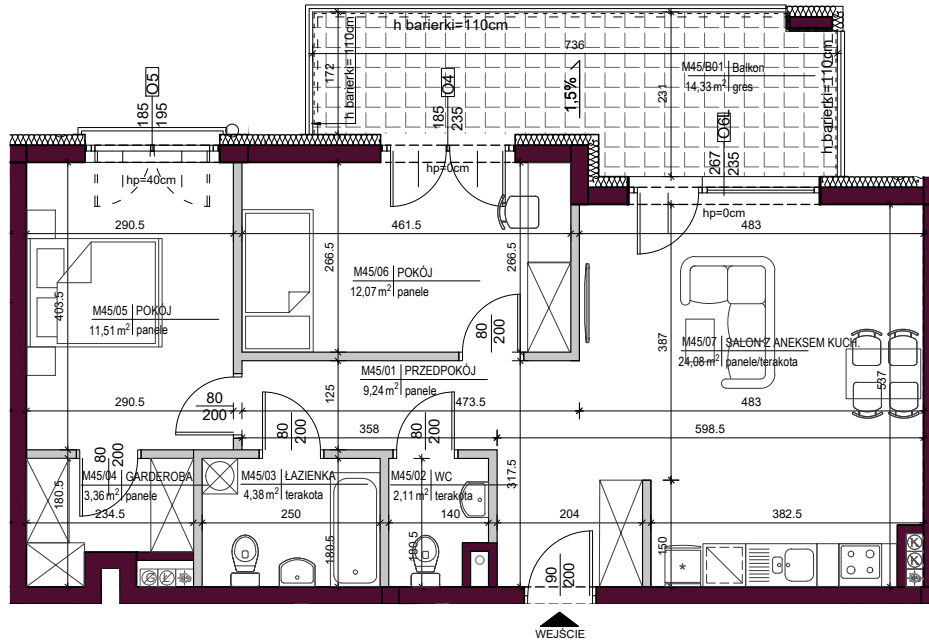 h barierki=110cm
736
172
h barierki= 110cm
M45/B01 Balkon
14,33 m² gres
1,5%
231
h barierki=110cm
O5
185
195
O4
185
235
O6L
267
235
hp=40cm
hp=0cm
hp=0cm
290.5
461.5
483
266.5
266.5
403.5
M45/05 POKÓJ
11,51 m² panele
M45/06 POKÓJ
12,07 m² panele
387
M45/07 SALON Z ANEKSEM KUCH.
24,08 m² panele/terakota
537
80
200
M45/01 PRZEDPOKÓJ
9,24 m² panele
125
290.5
80
200
473.5
483
358
598.5
80
200
80
200
80
200
M45/04 GARDEROBA
3,36 m² panele
M45/03 ŁAZIENKA
4,38 m² terakota
M45/02 WC
2,11 m² terakota
317.5
180.5
234.5
250
140
204
382.5
180.5
150
90
200
G L
K
K
K
*
WEJŚCIE